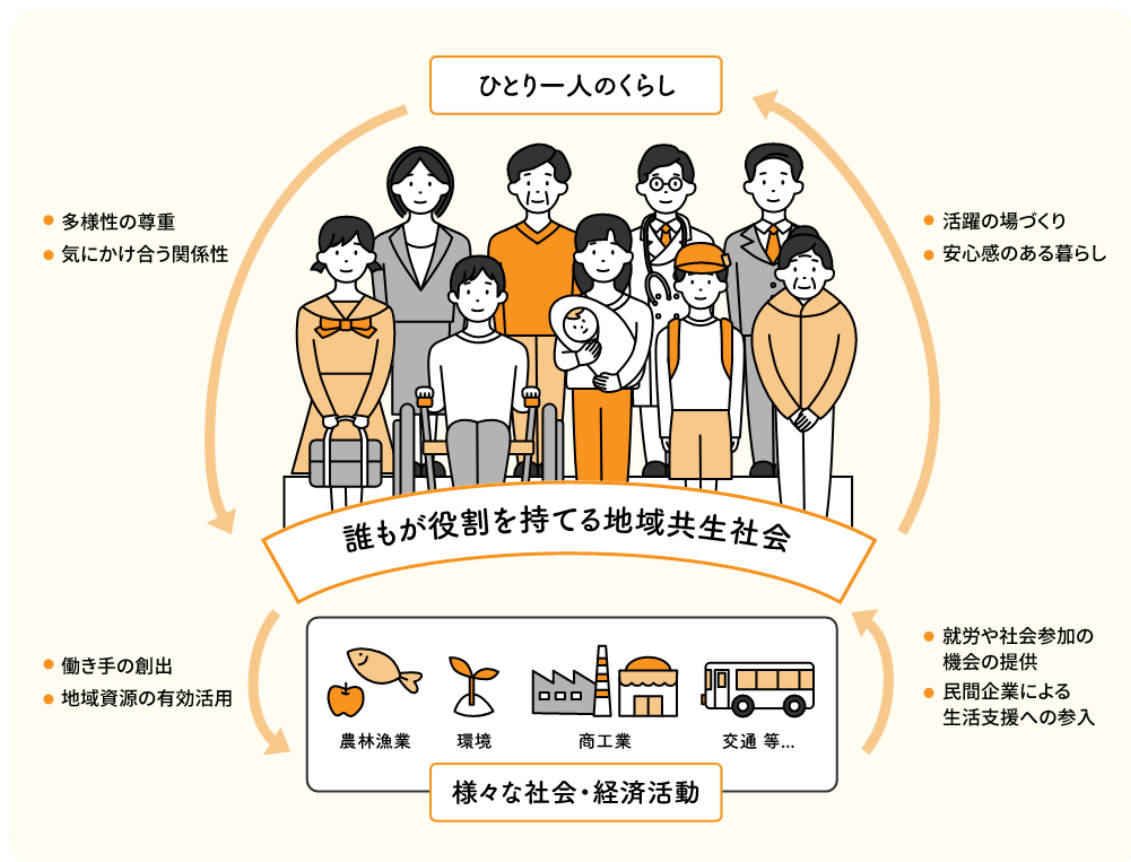 ひとり一人のくらし
● 多様性の尊重
● 気にかけ合う関係性
● 活躍の場づくり
● 安心感のある暮らし
誰もが役割を持てる地域共生社会
● 働き手の創出
● 地域資源の有効活用
● 就労や社会参加の
機会の提供
● 民間企業による
生活支援への参入
農林漁業
環境
商工業
交通 等...
様々な社会・経済活動